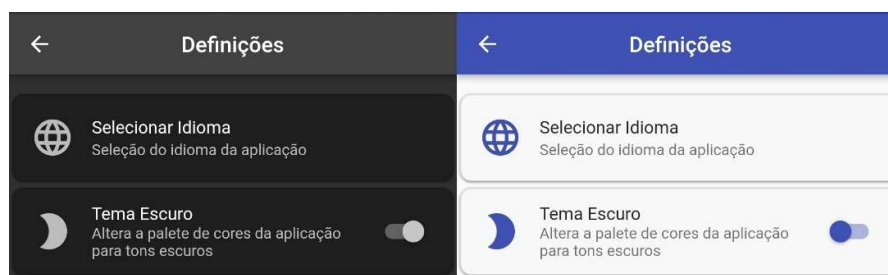 Definições
Selecionar Idioma
Seleção do idioma da aplicação
Tema Escuro
Altera a palete de cores da aplicação
para tons escuros
Definições
Selecionar Idioma
Seleção do idioma da aplicação
Tema Escuro
Altera a palete de cores da aplicação
para tons escuros